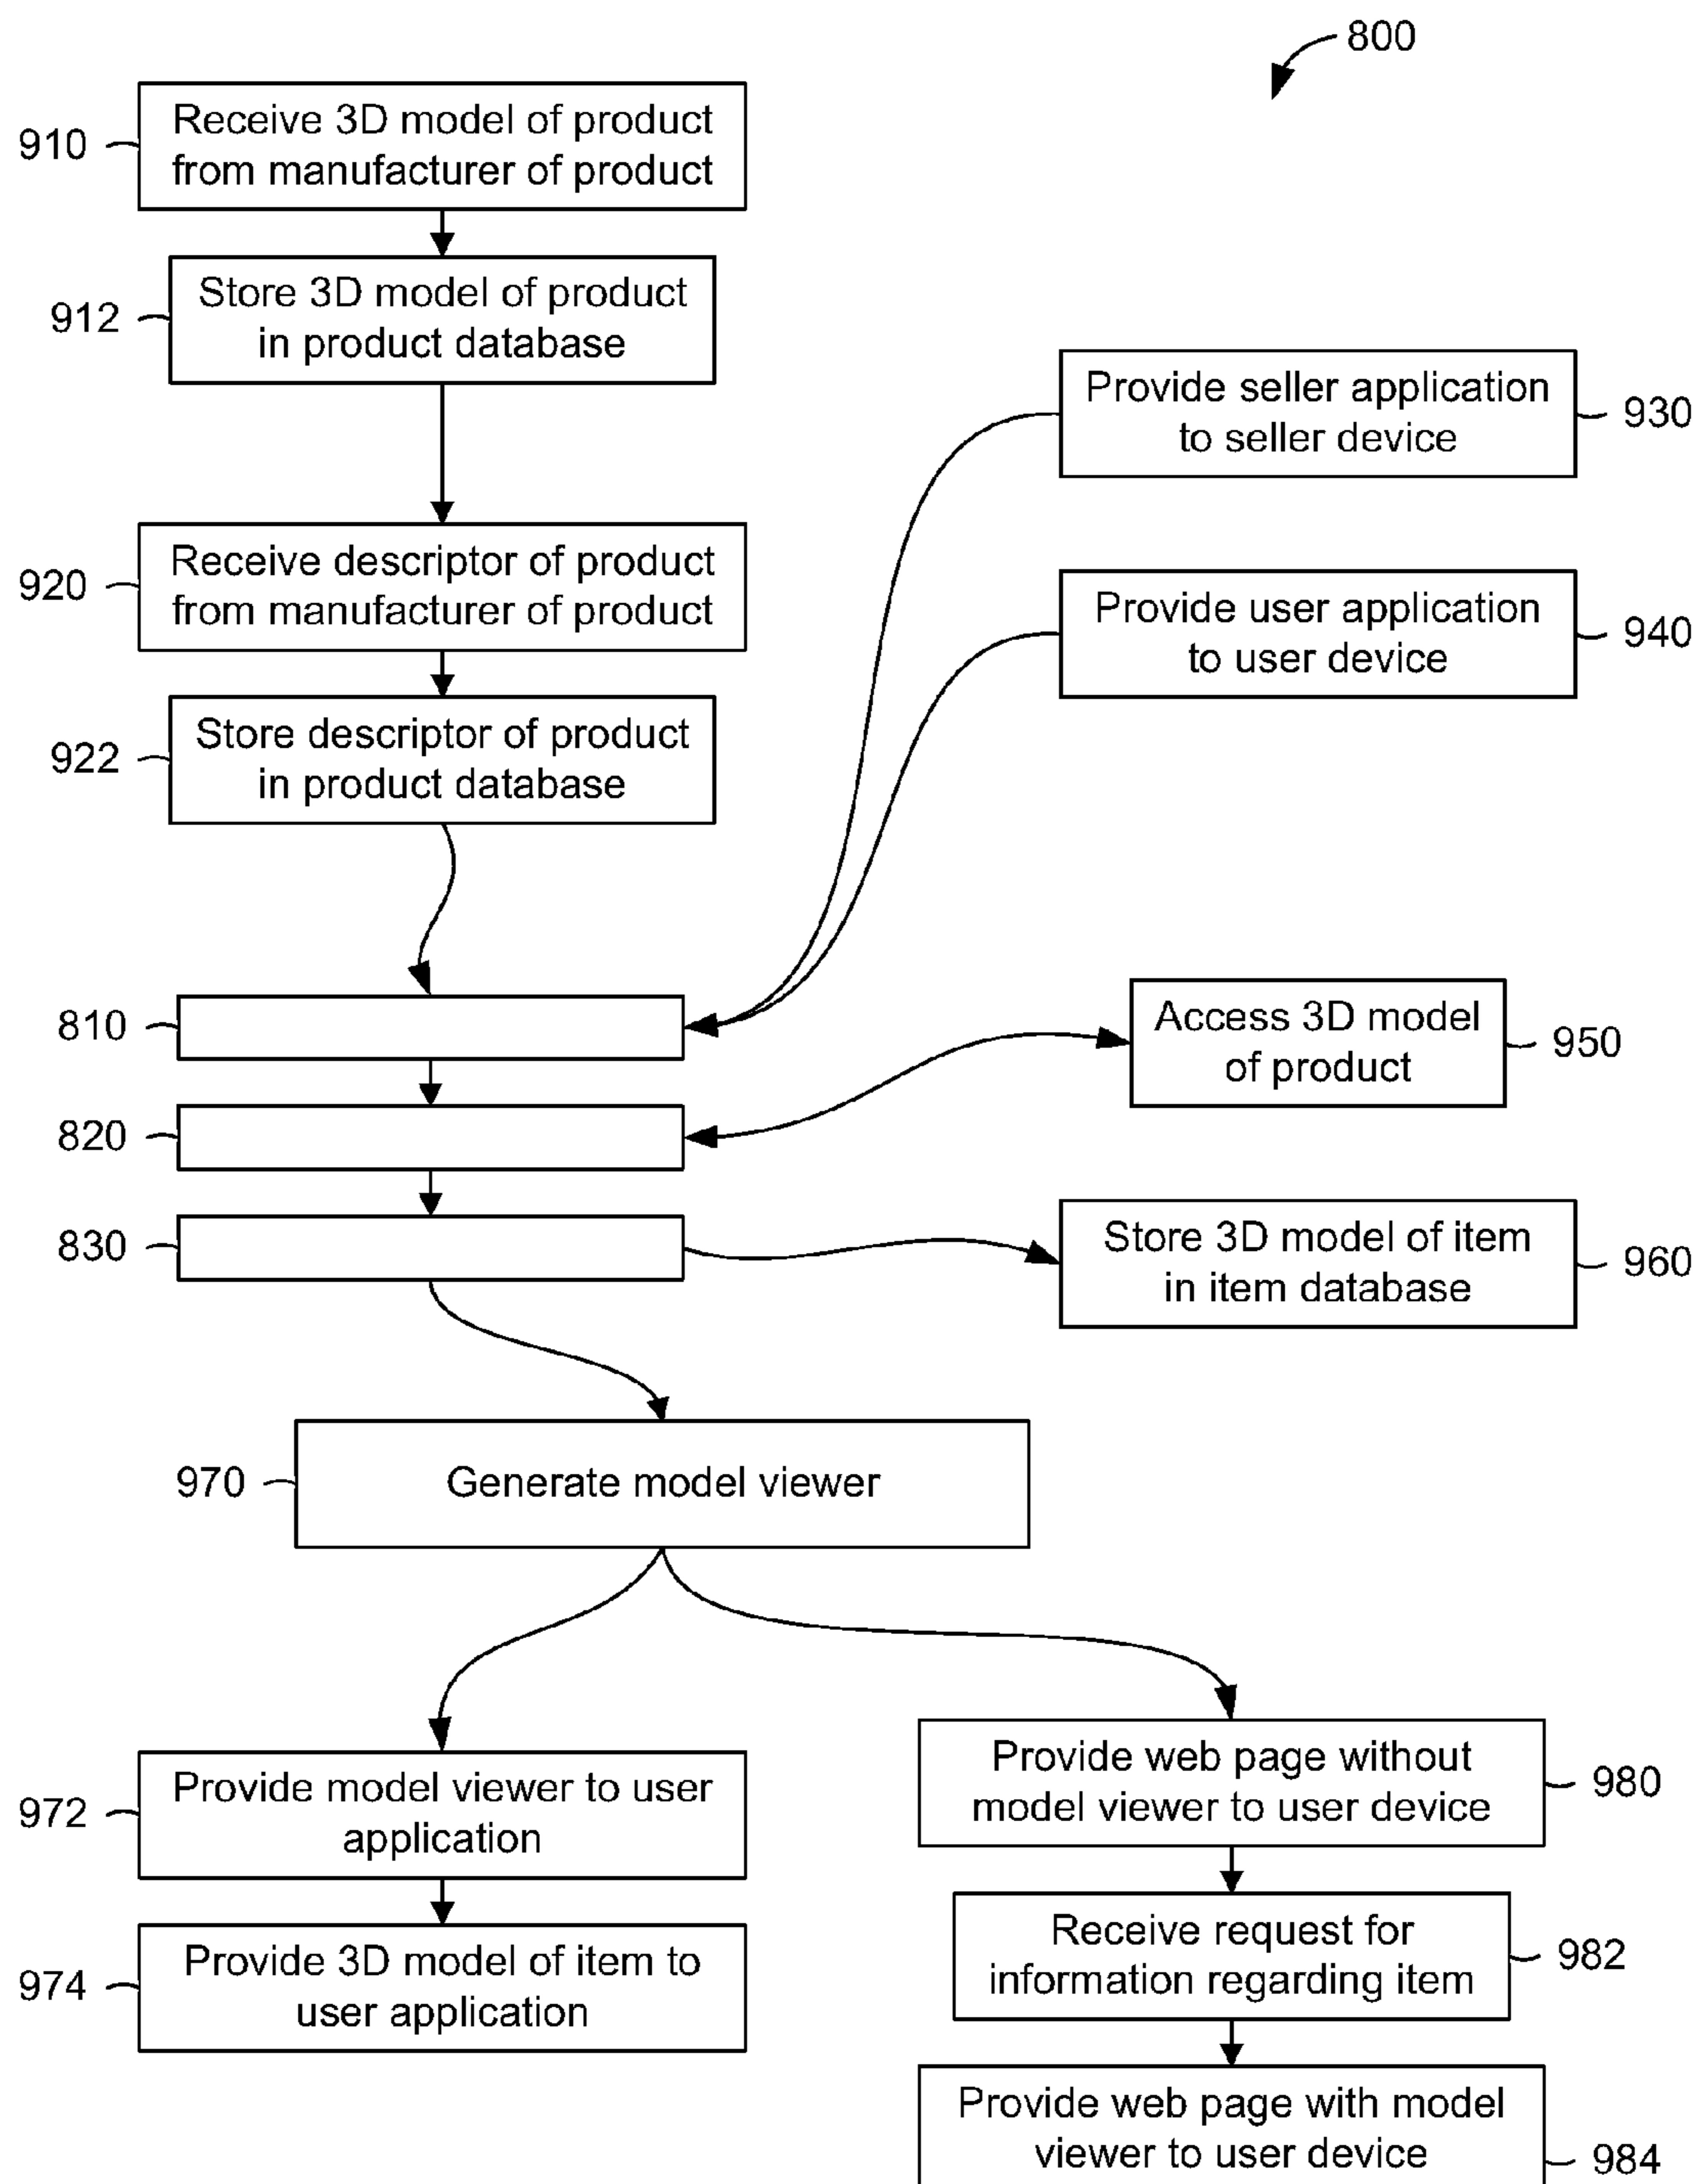 800
910
Receive 3D model of product
from manufacturer of product
912
Store 3D model of product
in product database
Provide seller application
to seller device
930
920
Receive descriptor of product
from manufacturer of product
Provide user application
to user device
940
922
Store descriptor of product
in product database
810
Access 3D model
of product
950
820
830
Store 3D model of item
in item database
960
970
Generate model viewer
972
Provide model viewer to user
application
974
Provide 3D model of item to
user application
Provide web page without
model viewer to user device
980
Receive request for
information regarding item
982
Provide web page with model
viewer to user device
984